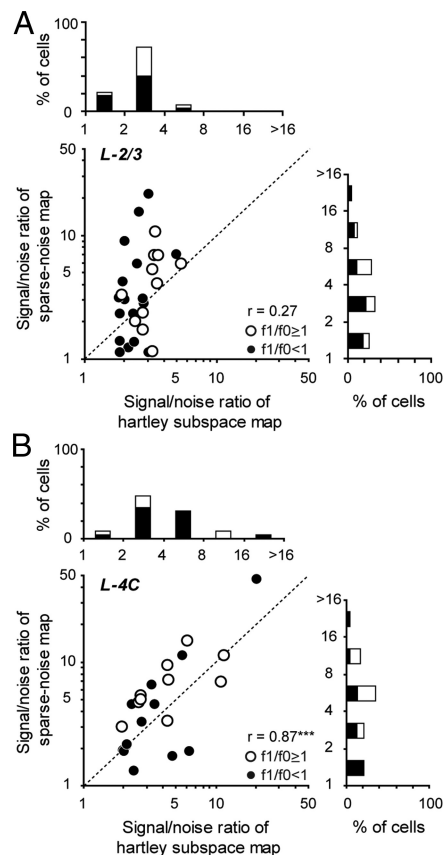 A
100
% of cells
0
1 2 4 8 16 >16
50
L-2/3
Signal/noise ratio of
sparse-noise map
10
5
1
r = 0.27
f1/f0≥1
f1/f0<1
1 5 10 50
Signal/noise ratio of
hartley subspace map
>16
16
8
4
2
1
0 100
% of cells
B
100
% of cells
0
1 2 4 8 16 >16
50
L-4C
Signal/noise ratio of
sparse-noise map
10
5
1
r = 0.87***
f1/f0≥1
f1/f0<1
1 5 10 50
Signal/noise ratio of
hartley subspace map
>16
16
8
4
2
1
0 100
% of cells